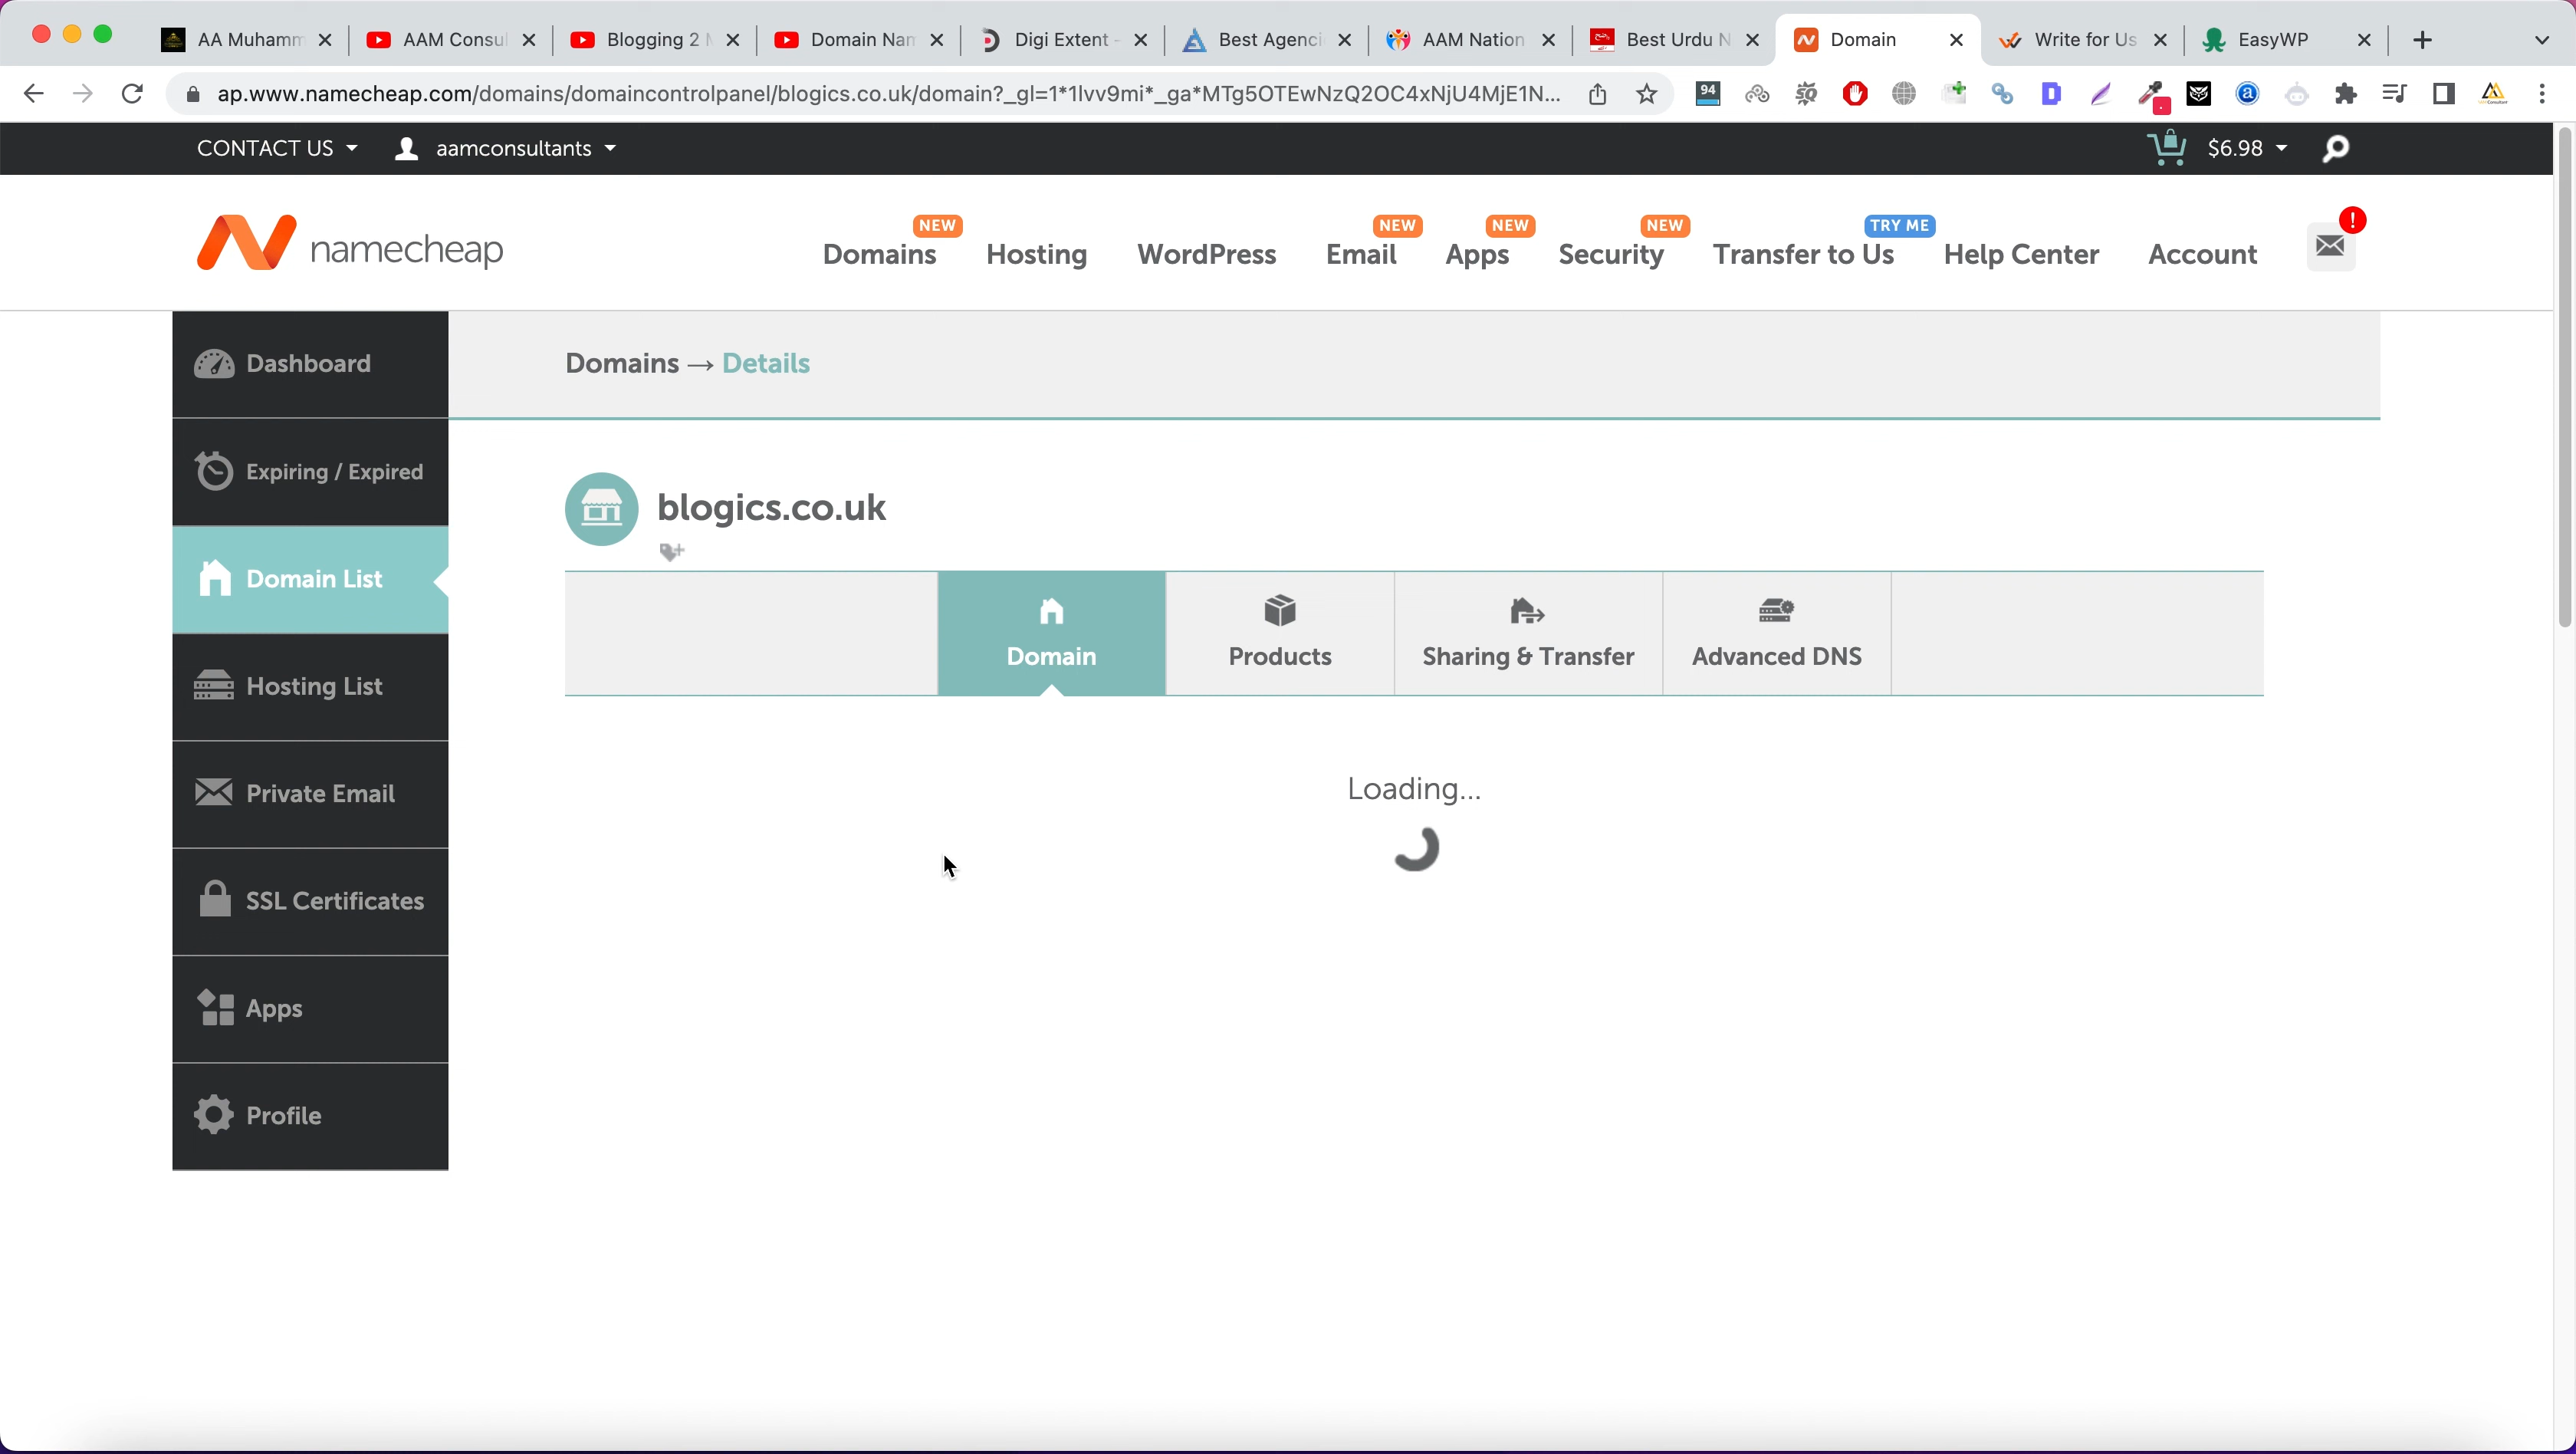 AA Muhamm
AAM Consul
Blogging 2 M
Domain Nam
Digi Extent -
Best Agenci
AAM Nation
Best Urdu N
Domain
Write for Us
EasyWP
ap.www.namecheap.com/domains/domaincontrolpanel/blogics.co.uk/domain?_gl=1*1lvv9mi*_ga*MTg5OTEwNzQ2OC4xNjU4MjE1N...
94
CONTACT US
aamconsultants
$6.98
namecheap
NEW
Domains
Hosting
WordPress
NEW
Email
NEW
Apps
NEW
Security
TRY ME
Transfer to Us
Help Center
Account
!
Dashboard
Expiring / Expired
Domain List
Hosting List
Private Email
SSL Certificates
Apps
Profile
Domains → Details
blogics.co.uk
Domain
Products
Sharing & Transfer
Advanced DNS
Loading...